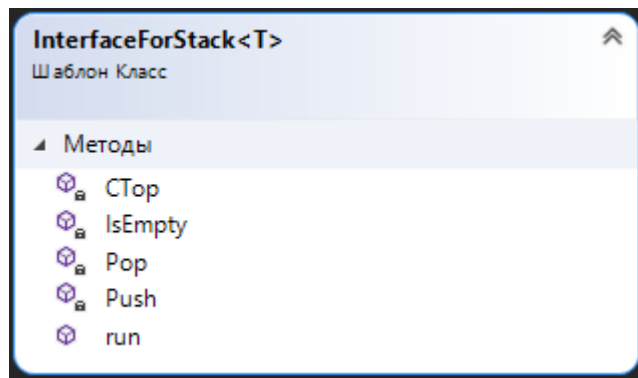 InterfaceForStack<T>
Шаблон Класс
Методы
CTop
IsEmpty
Pop
Push
run